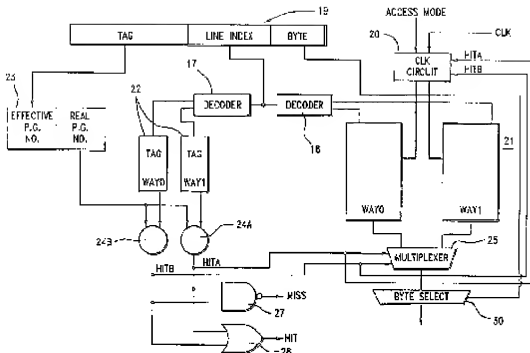 19
ACCESS MODE
TAG
LINE INDEX
BYTE
20
CLK
CLK
CIRCUIT
HITA
HITB
23
17
EFFECTIVE
P.G.
NO.
REAL
P.G.
NO.
22
DECODER
DECODER
18
TAG
WAY0
TAG
WAY1
21
WAY0
WAY1
24B
24A
HITB
HITA
25
MULTIPLEXER
BYTE SELECT
30
MISS
27
HIT
28